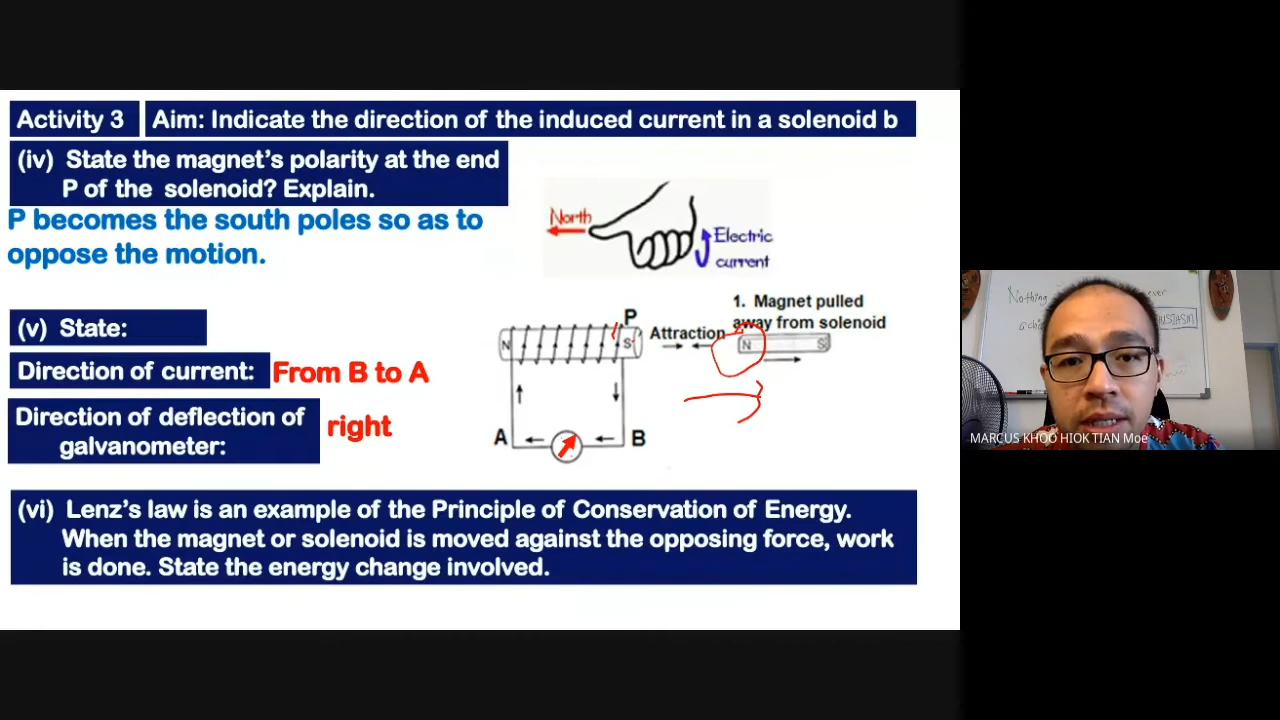 Activity 3
Aim: Indicate the direction of the induced current in a solenoid b
(iv) State the magnet's polarity at the end
P of the solenoid? Explain.
P becomes the south poles so as to
oppose the motion.
North
Electric
current
1. Magnet pulled
away from solenoid
P
Attraction
N
S
N
S
(v) State:
Direction of current:
From B to A
Direction of deflection of
galvanometer:
right
A
B
(vi) Lenz's law is an example of the Principle of Conservation of Energy.
When the magnet or solenoid is moved against the opposing force, work
is done. State the energy change involved.
Nothing
ever
MARCUS KHOO HIOK TIAN Moe